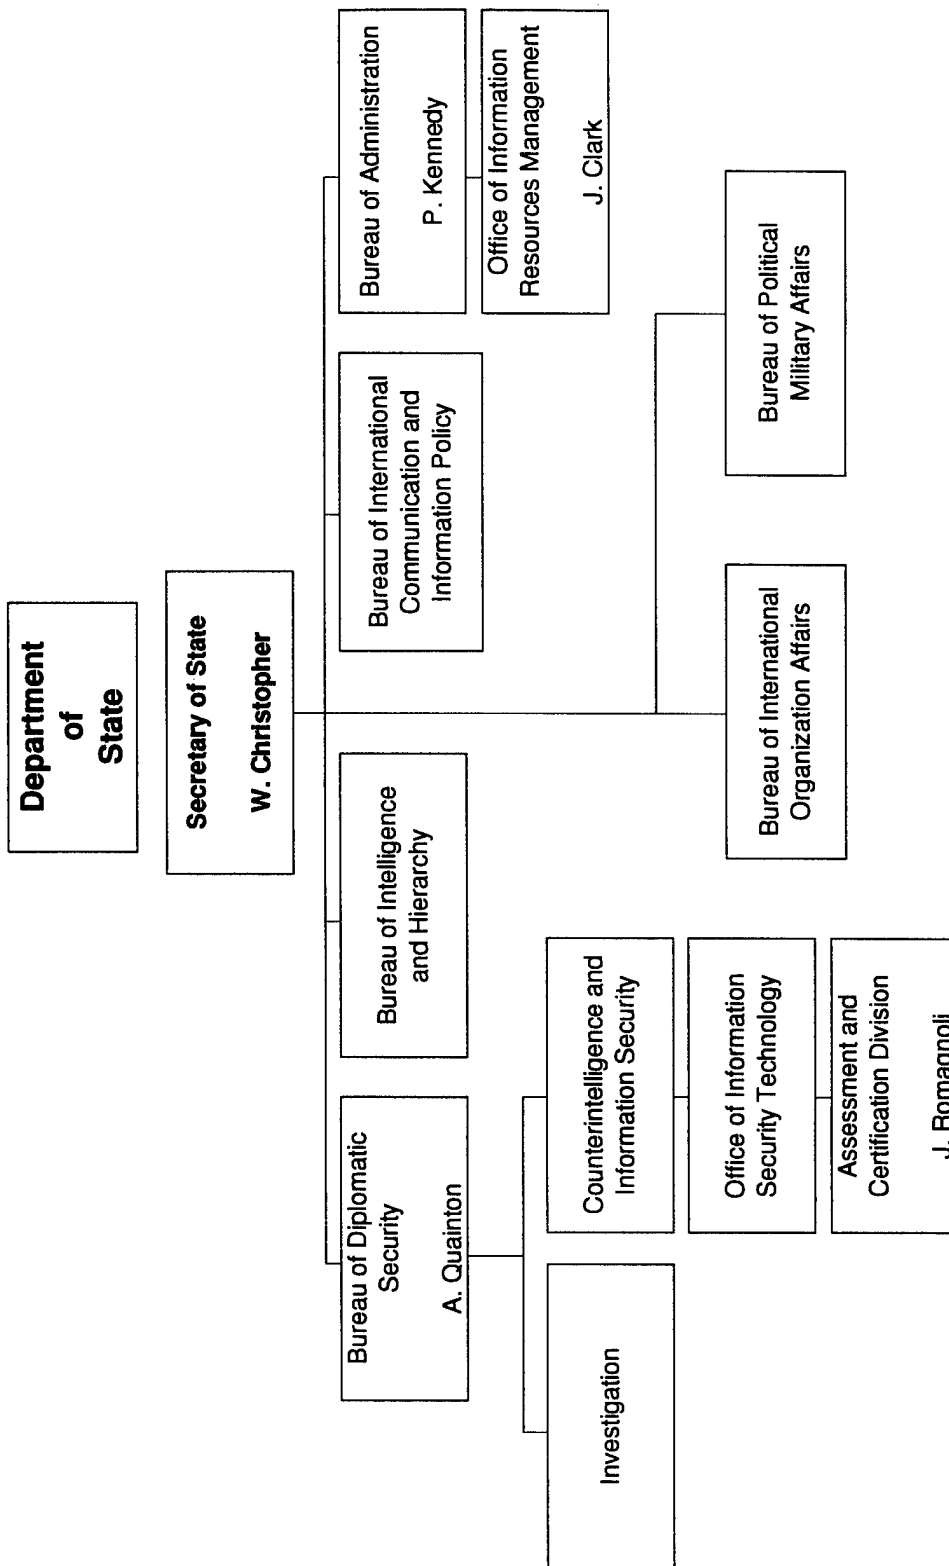 Department
of
State
Secretary of State
W. Christopher
Bureau of Diplomatic
Security
A. Quainton
Bureau of Intelligence
and Hierarchy
Bureau of International
Communication and
Information Policy
Bureau of Administration
P. Kennedy
Office of Information
Resources Management
J. Clark
Investigation
Counterintelligence and
Information Security
Office of Information
Security Technology
Assessment and
Certification Division
J. Romagnoli
Bureau of International
Organization Affairs
Bureau of Political
Military Affairs